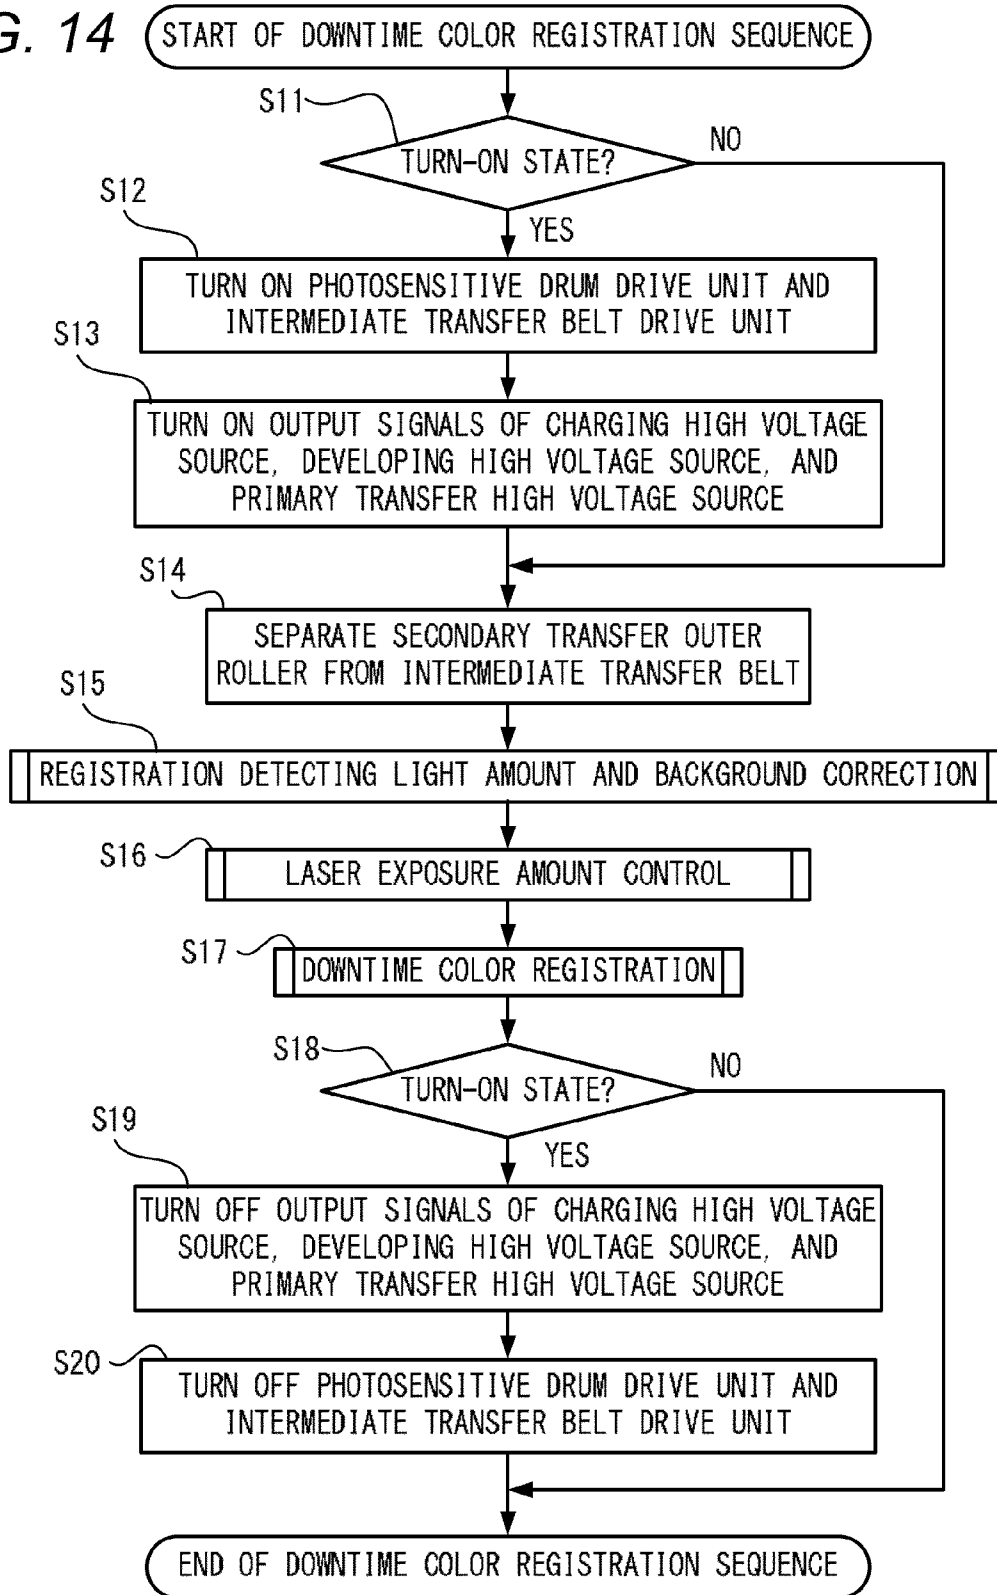 G. 14
START OF DOWNTIME COLOR REGISTRATION SEQUENCE
S11
TURN-ON STATE?
NO
YES
S12
TURN ON PHOTOSENSITIVE DRUM DRIVE UNIT AND
INTERMEDIATE TRANSFER BELT DRIVE UNIT
S13
TURN ON OUTPUT SIGNALS OF CHARGING HIGH VOLTAGE
SOURCE, DEVELOPING HIGH VOLTAGE SOURCE, AND
PRIMARY TRANSFER HIGH VOLTAGE SOURCE
S14
SEPARATE SECONDARY TRANSFER OUTER
ROLLER FROM INTERMEDIATE TRANSFER BELT
S15
REGISTRATION DETECTING LIGHT AMOUNT AND BACKGROUND CORRECTION
S16
LASER EXPOSURE AMOUNT CONTROL
S17
DOWNTIME COLOR REGISTRATION
S18
TURN-ON STATE?
NO
YES
S19
TURN OFF OUTPUT SIGNALS OF CHARGING HIGH VOLTAGE
SOURCE, DEVELOPING HIGH VOLTAGE SOURCE, AND
PRIMARY TRANSFER HIGH VOLTAGE SOURCE
S20
TURN OFF PHOTOSENSITIVE DRUM DRIVE UNIT AND
INTERMEDIATE TRANSFER BELT DRIVE UNIT
END OF DOWNTIME COLOR REGISTRATION SEQUENCE